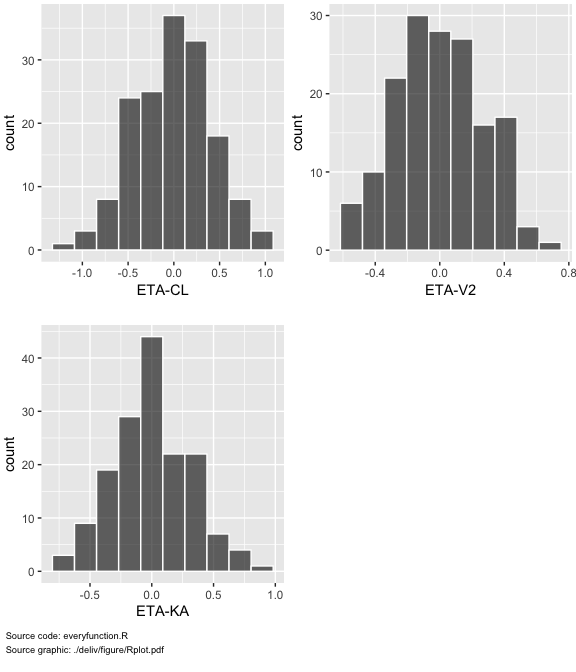 count
30
20
10
0
-1.0 -0.5 0.0 0.5 1.0
ETA-CL
count
30
20
10
0
-0.4 0.0 0.4 0.8
ETA-V2
count
40
30
20
10
0
-0.5 0.0 0.5 1.0
ETA-KA
Source code: everyfunction.R
Source graphic: ./deliv/figure/Rplot.pdf